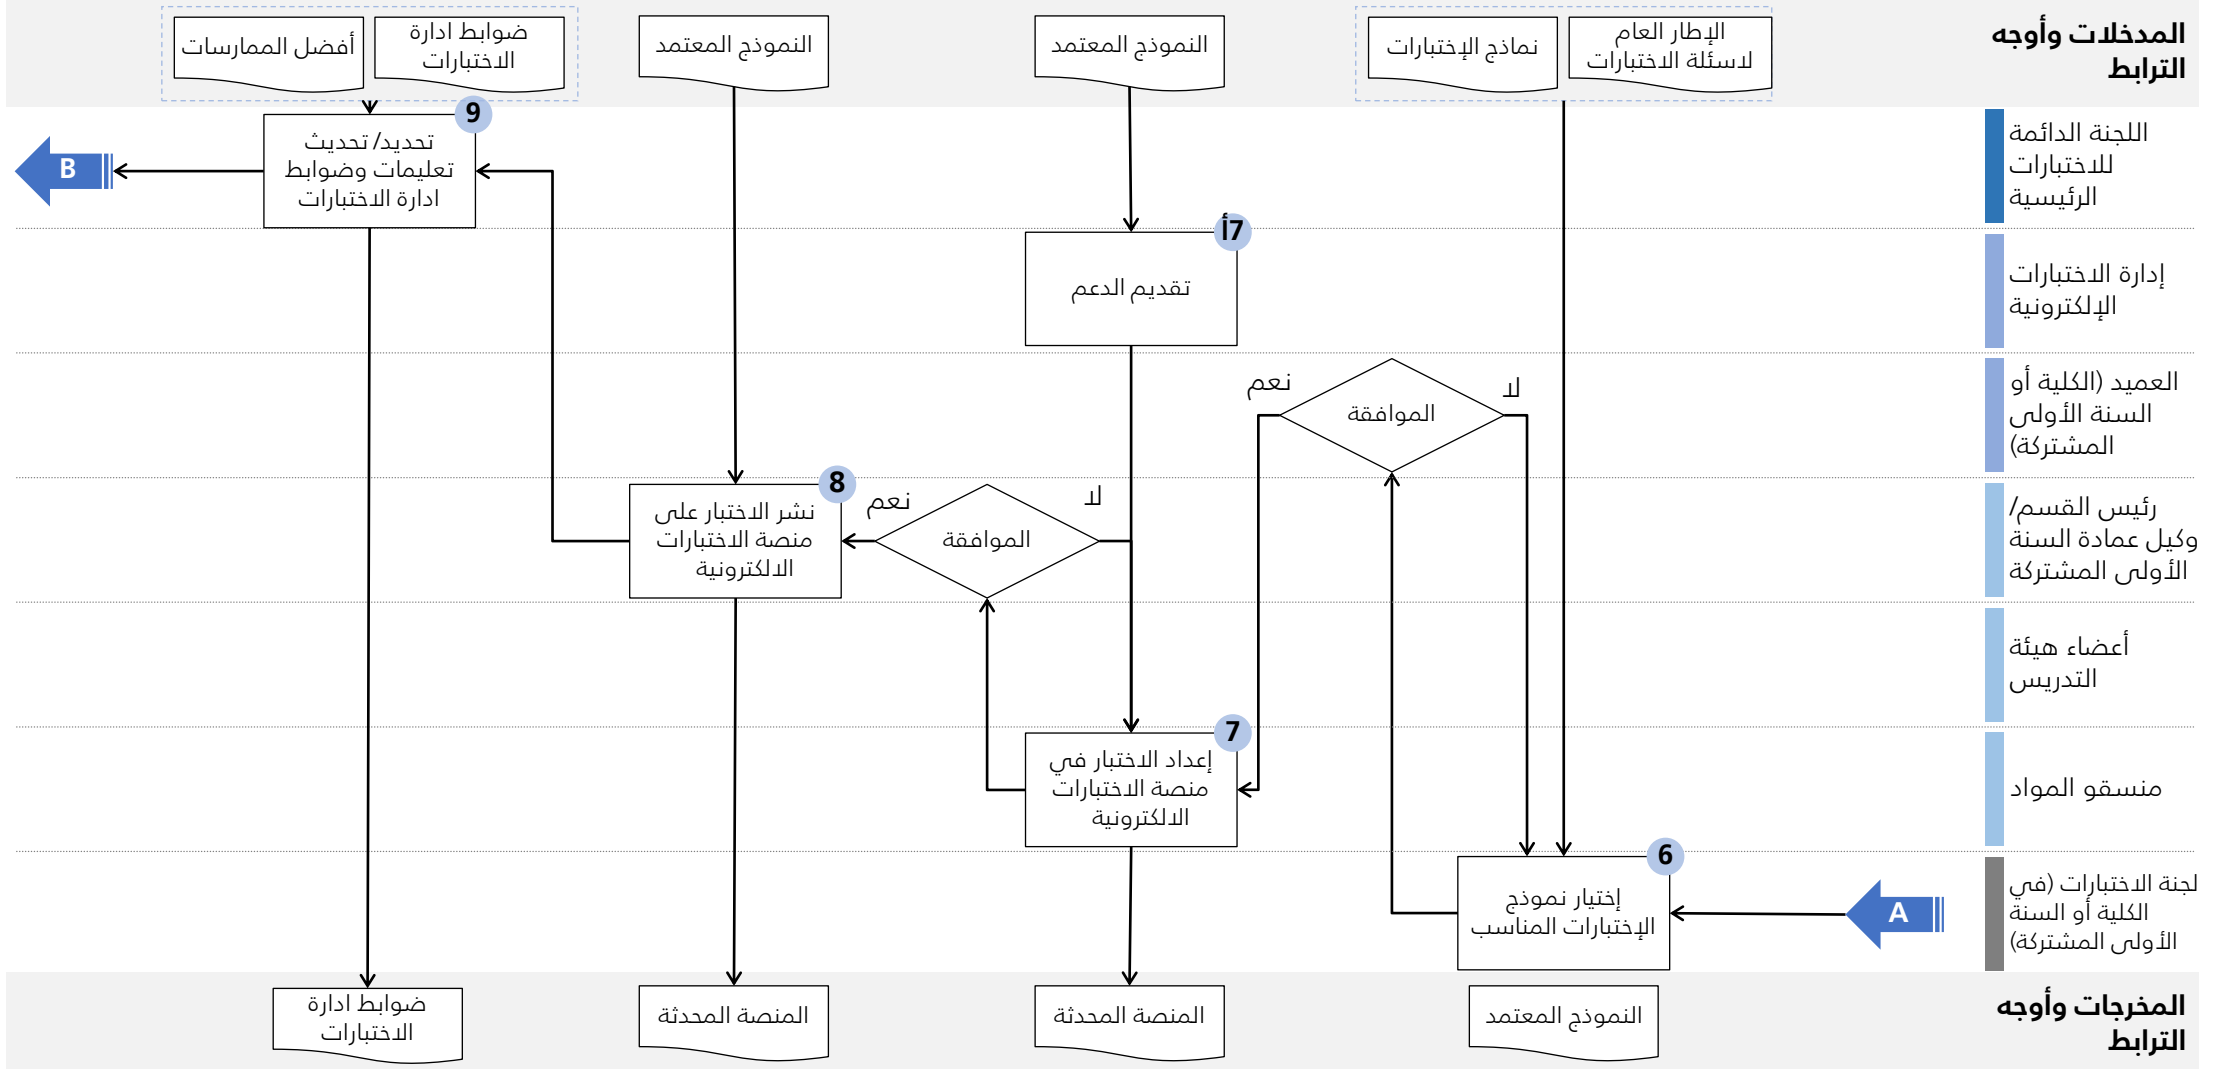 المدخلات وأوجه
الترابط
الإطار العام
لاسئلة الاختبارات
نماذج الإختبارات
النموذج المعتمد
النموذج المعتمد
ضوابط ادارة
الاختبارات
أفضل الممارسات
اللجنة الدائمة
للاختبارات
الرئيسية
9
تحديد/ تحديث
تعليمات وضوابط
ادارة الاختبارات
B
إدارة الاختبارات
الإلكترونية
7أ
تقديم الدعم
العميد (الكلية أو
السنة الأولى
المشتركة)
لا
الموافقة
نعم
رئيس القسم/
وكيل عمادة السنة
الأولى المشتركة
لا
الموافقة
نعم
8
نشر الاختبار على
منصة الاختبارات
الالكترونية
أعضاء هيئة
التدريس
منسقو المواد
7
إعداد الاختبار في
منصة الاختبارات
الالكترونية
لجنة الاختبارات (في
الكلية أو السنة
الأولى المشتركة)
A
6
إختيار نموذج
الإختبارات المناسب
المخرجات وأوجه
الترابط
النموذج المعتمد
المنصة المحدثة
المنصة المحدثة
ضوابط ادارة
الاختبارات